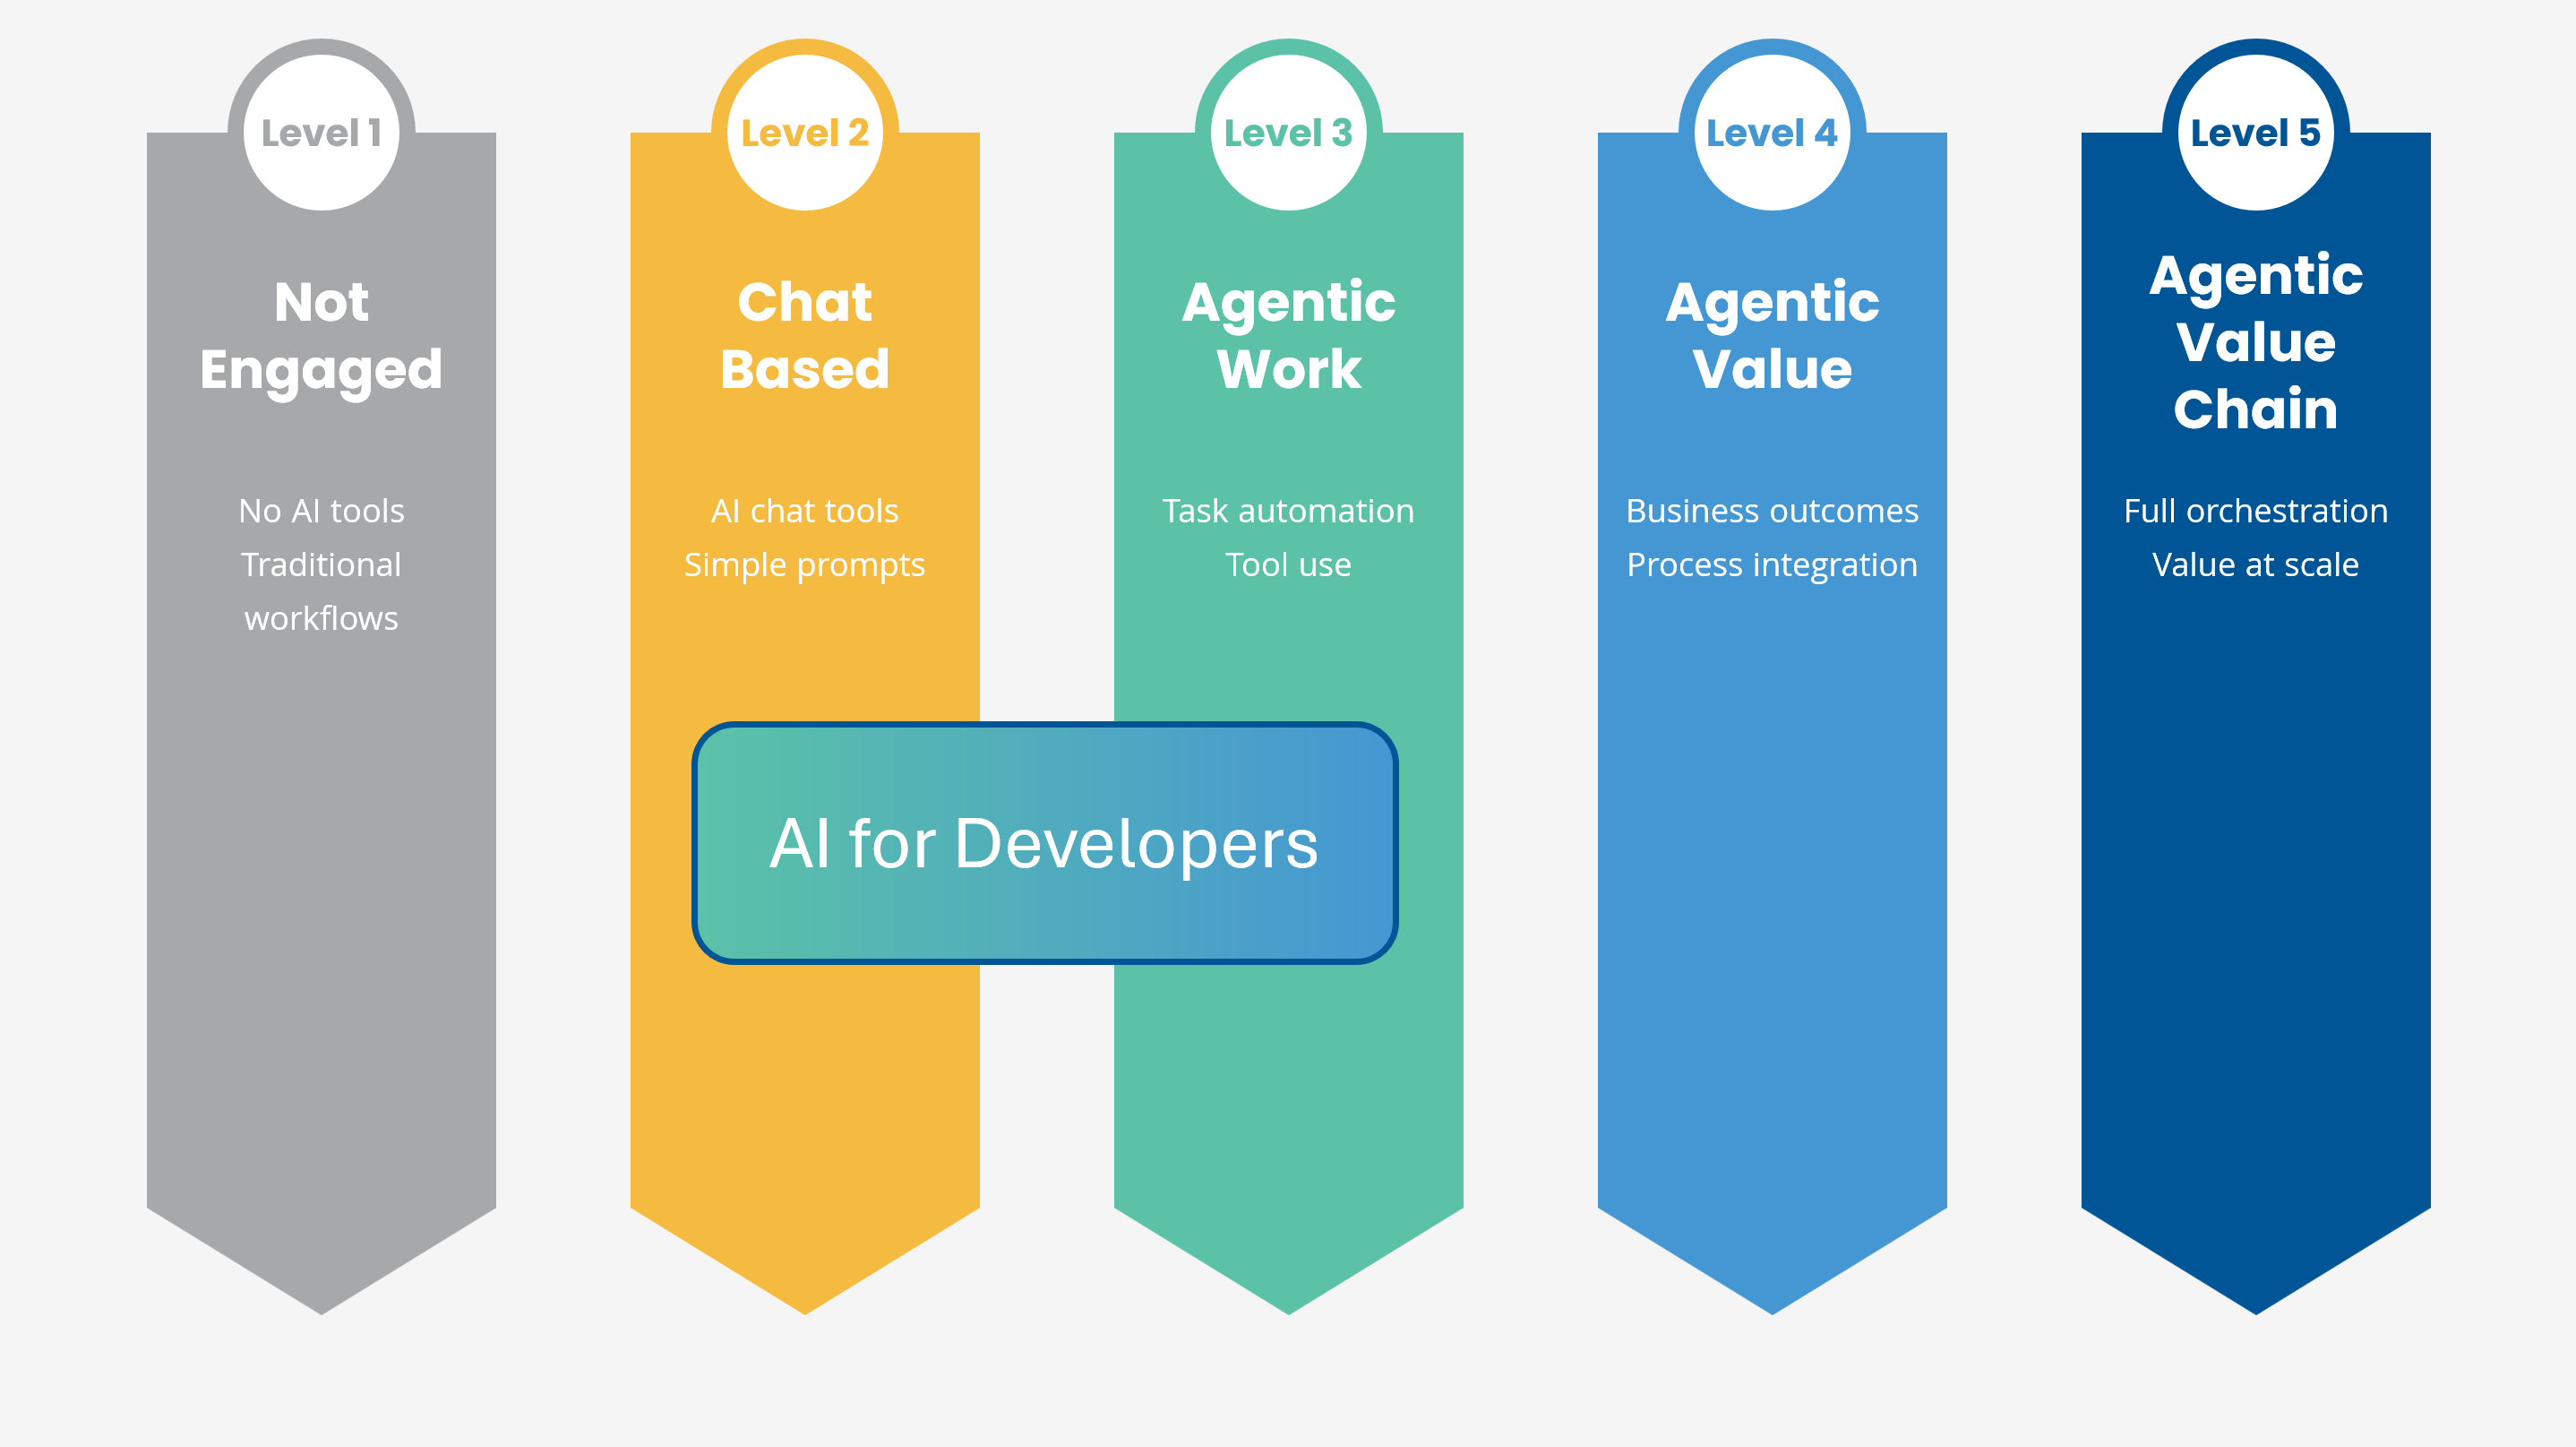 Level 1
Not
Engaged
No AI tools
Traditional
workflows
Level 2
Chat
Based
AI chat tools
Simple prompts
Level 3
Agentic
Work
Task automation
Tool use
Level 4
Agentic
Value
Business outcomes
Process integration
Level 5
Agentic
Value
Chain
Full orchestration
Value at scale
AI for Developers